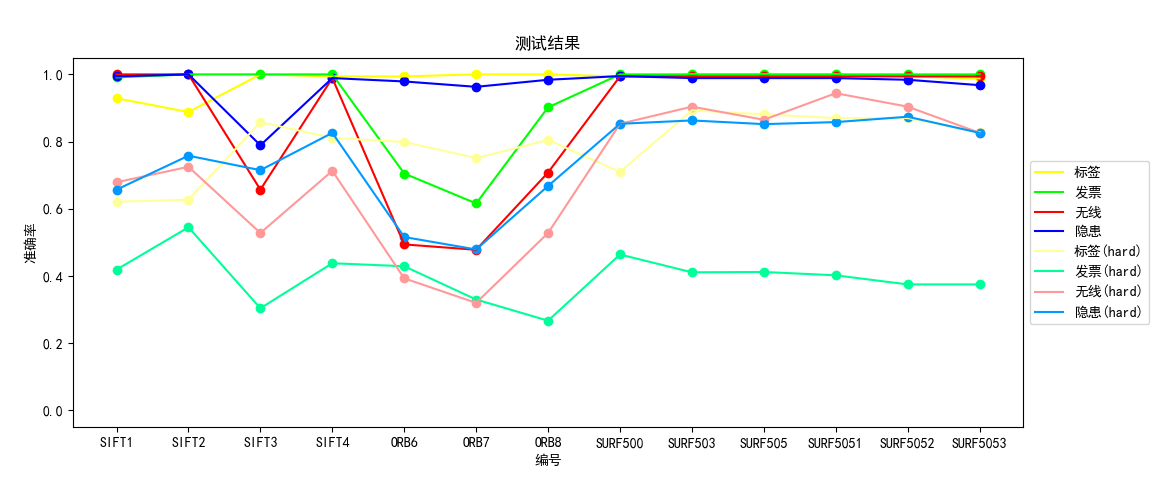 测试结果
准确率
1.0
0.8
0.6
0.4
0.2
0.0
SIFT1 SIFT2 SIFT3 SIFT4 ORB6 ORB7 ORB8 SURF500 SURF503 SURF505 SURF5051 SURF5052 SURF5053
编号
标签
发票
无线
隐患
标签(hard)
发票(hard)
无线(hard)
隐患(hard)